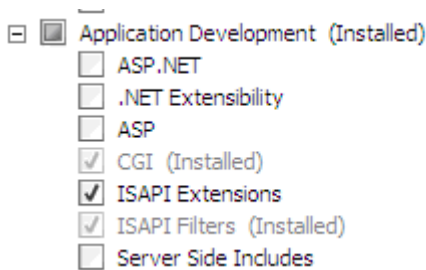 Application Development (Installed)
ASP.NET
.NET Extensibility
ASP
CGI (Installed)
ISAPI Extensions
ISAPI Filters (Installed)
Server Side Includes